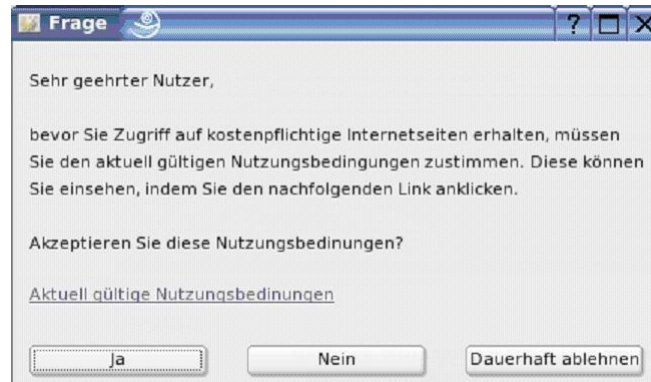 Frage
Sehr geehrter Nutzer,
bevor Sie Zugriff auf kostenpflichtige Internetseiten erhalten, müssen
Sie den aktuell gültigen Nutzungsbedingungen zustimmen. Diese können
Sie einsehen, indem Sie den nachfolgenden Link anklicken.
Akzeptieren Sie diese Nutzungsbedinungen?
Aktuell gültige Nutzungsbedinungen
Ja Nein Dauerhaft ablehnen